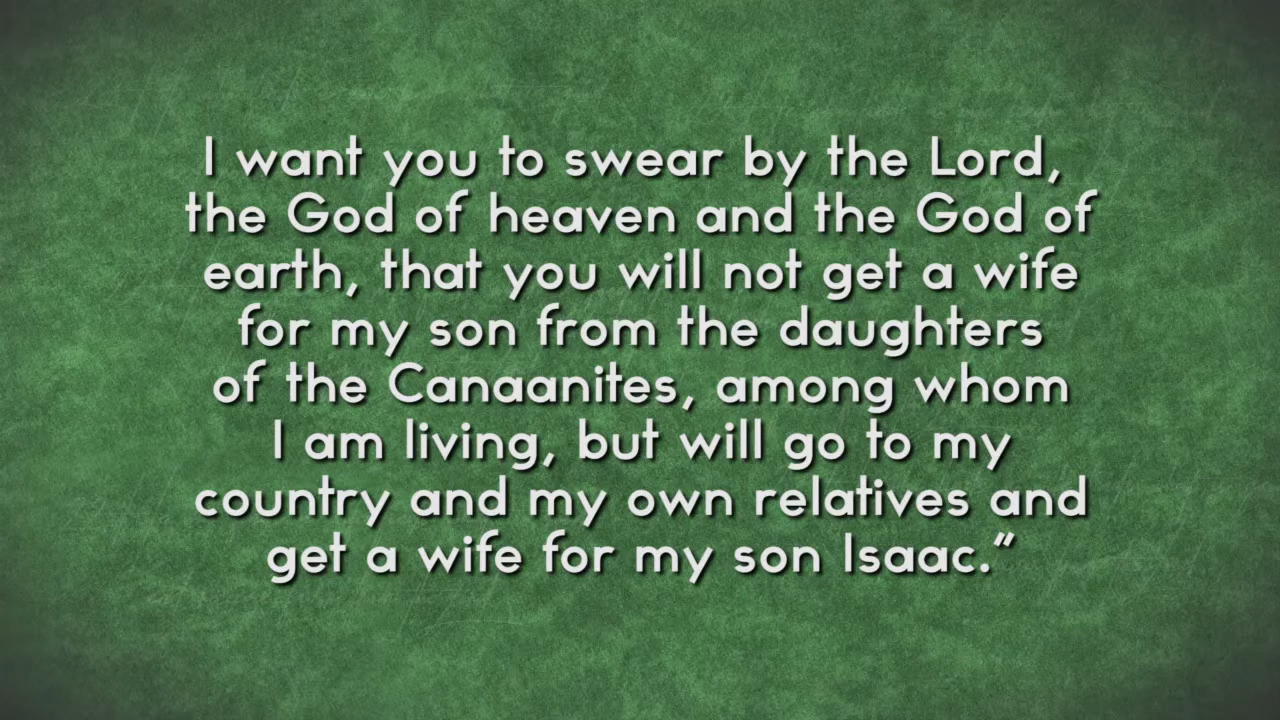 I want you to swear by the Lord,
the God of heaven and the God of
earth, that you will not get a wife
for my son from the daughters
of the Canaanites, among whom
I am living, but will go to my
country and my own relatives and
get a wife for my son Isaac.”